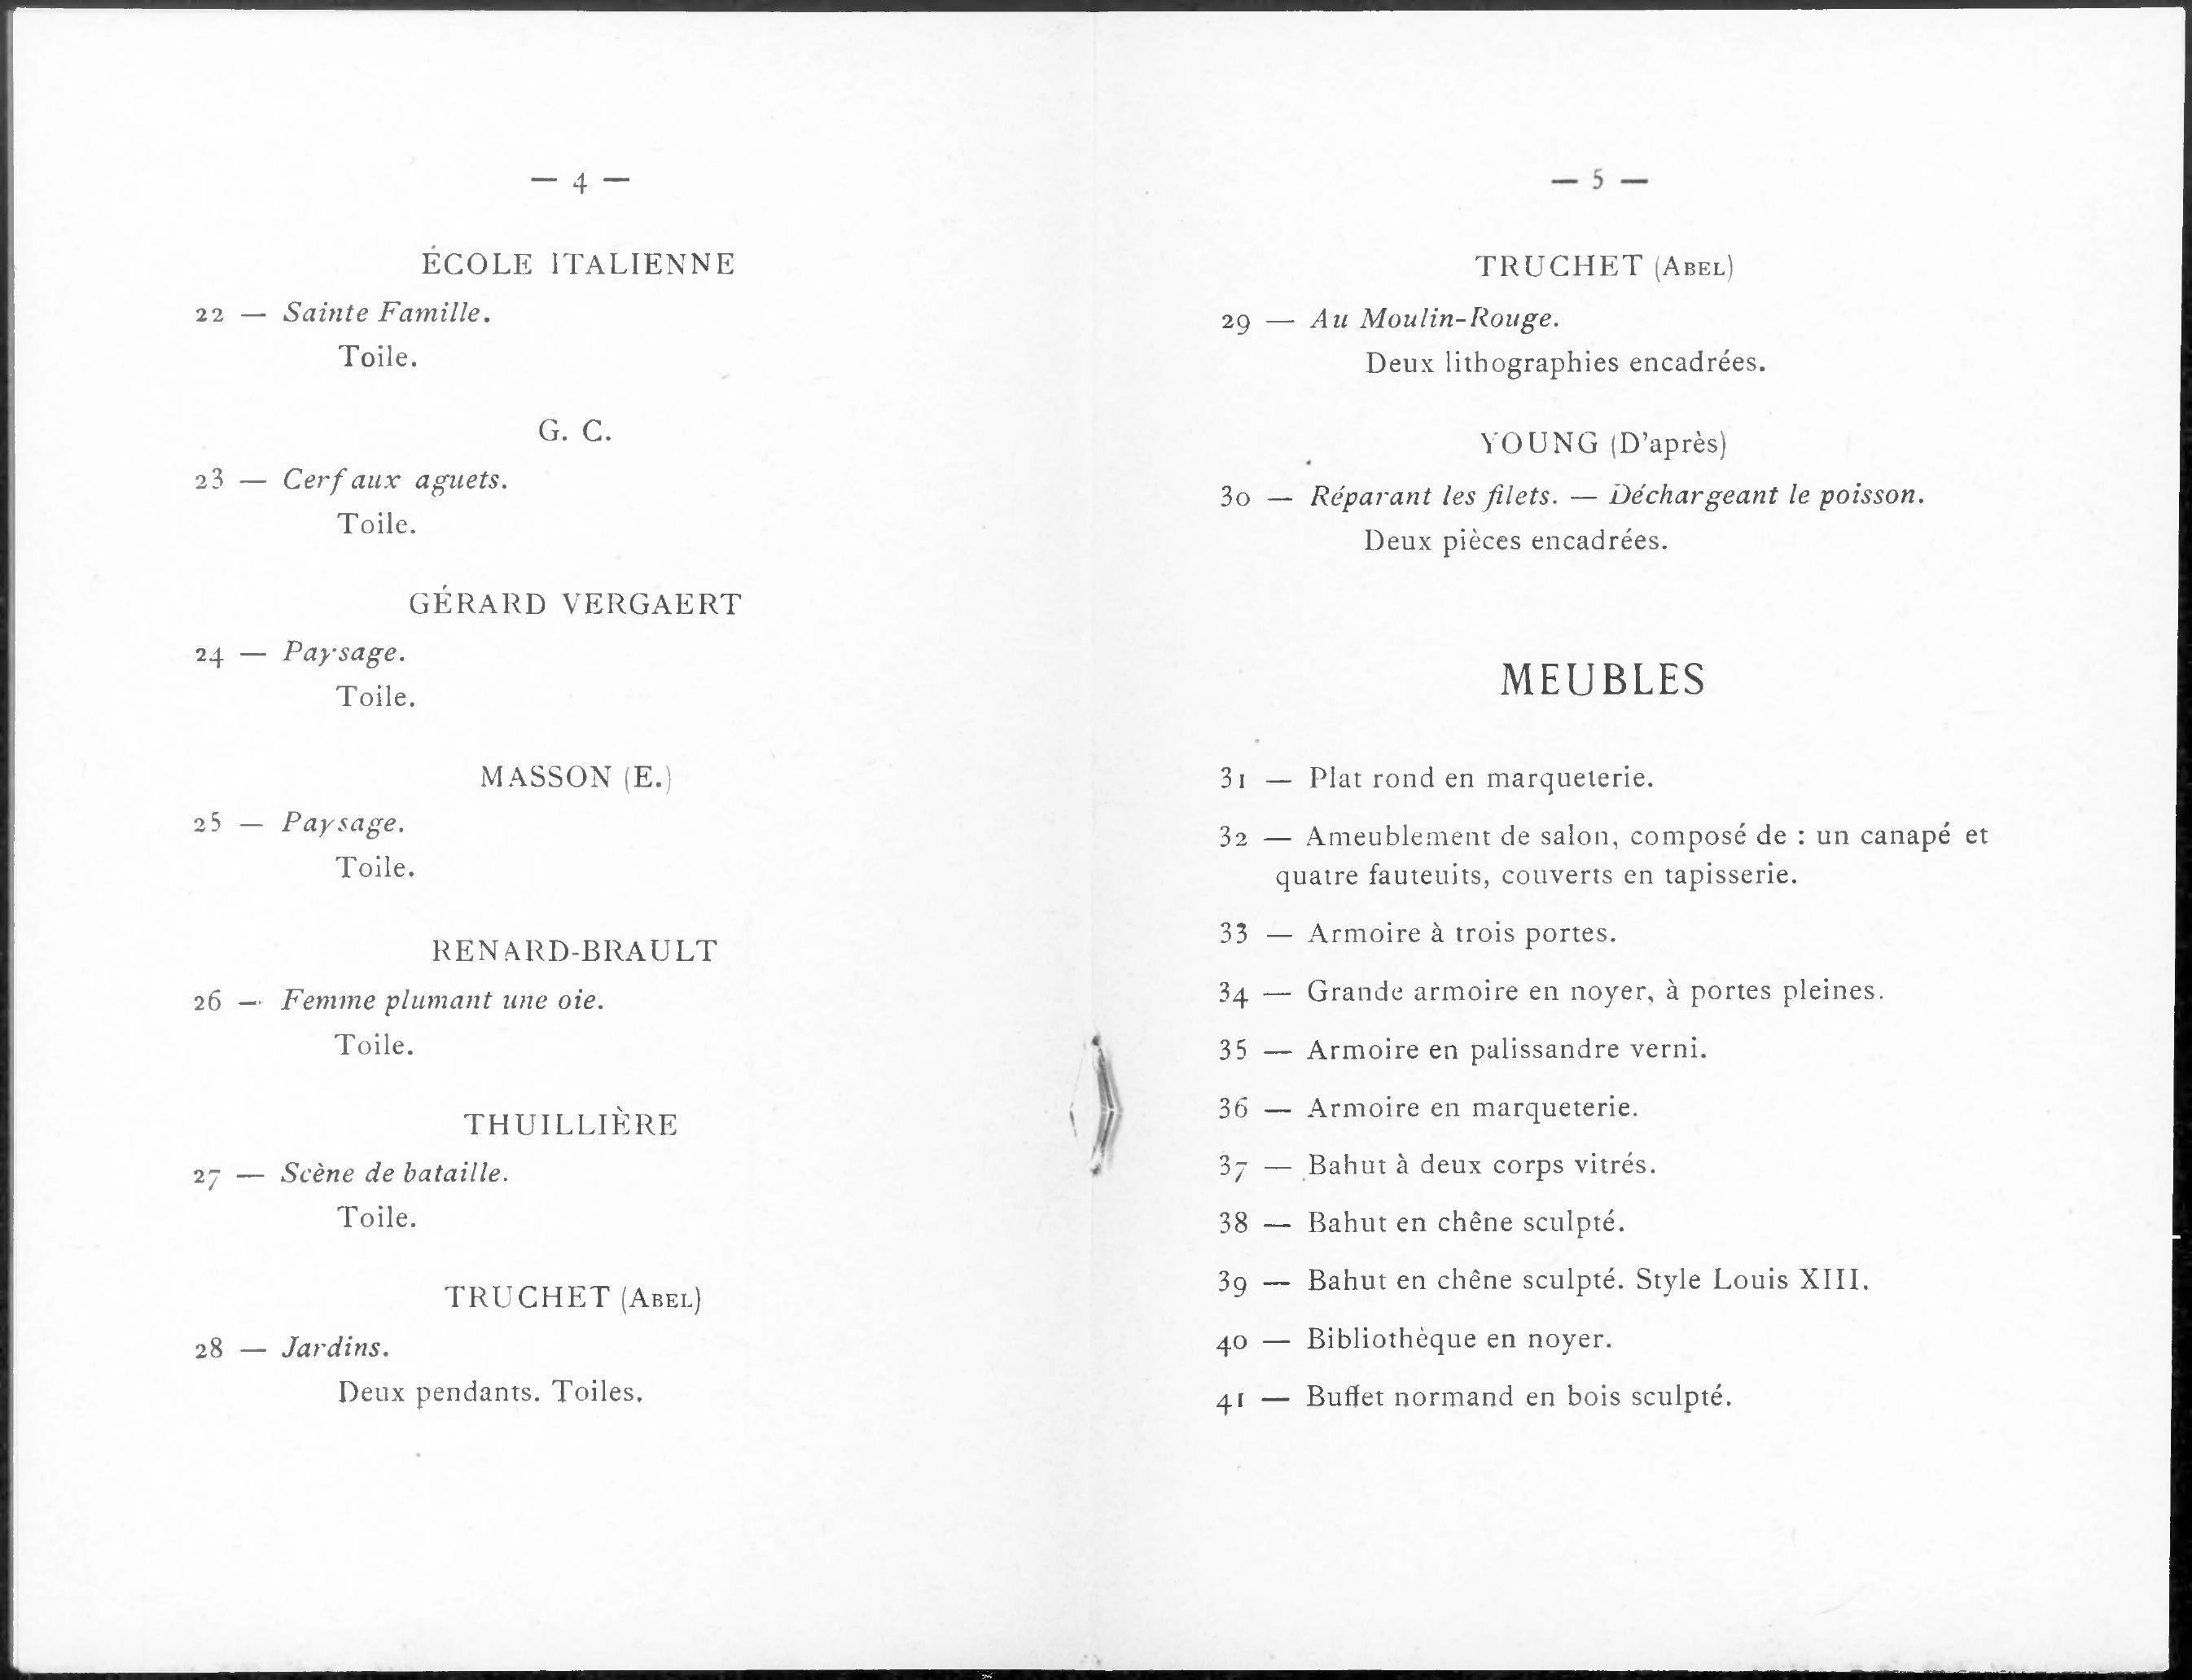 — 4 —
ÉCOLE ITALIENNE
22 — Sainte Famille.
Toile.
G. C.
23 — Cerf aux aguets.
Toile.
GÉRARD VERGAERT
24 — Paysage.
Toile.
MASSON (E.)
25 — Paysage.
Toile.
RENARD-BRAULT
26 — Femme plumant une oie.
Toile.
THUILLIÈRE
27 — Scène de bataille.
Toile.
TRUCHET (ABEL)
28 — Jardins.
Deux pendants. Toiles.
— 5 —
TRUCHET (ABEL)
29 — Au Moulin-Rouge.
Deux lithographies encadrées.
YOUNG (D'après)
30 — Réparant les filets. — Déchargeant le poisson.
Deux pièces encadrées.
MEUBLES
31 — Plat rond en marqueterie.
32 — Ameublement de salon, composé de : un canapé et
quatre fauteuits, couverts en tapisserie.
33 — Armoire à trois portes.
34 — Grande armoire en noyer, à portes pleines.
35 — Armoire en palissandre verni.
36 — Armoire en marqueterie.
37 — Bahut à deux corps vitrés.
38 — Bahut en chêne sculpté.
39 — Bahut en chêne sculpté. Style Louis XIII.
40 — Bibliothèque en noyer.
41 — Buffet normand en bois sculpté.